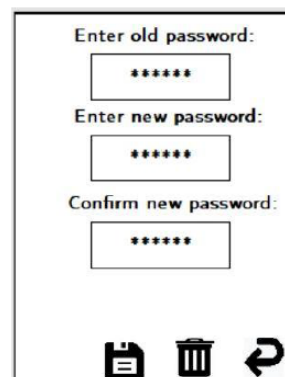 Enter old password:
******
Enter new password:
******
Confirm new password:
******